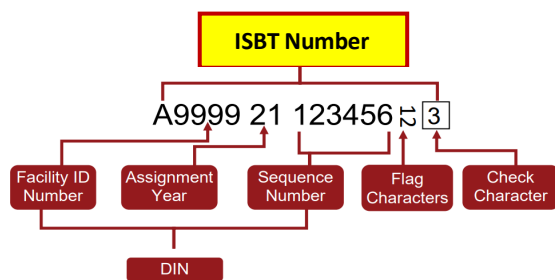 ISBT Number
A9999 21 123456 12 3
Facility ID
Number
Assignment
Year
Sequence
Number
Flag
Characters
Check
Character
DIN